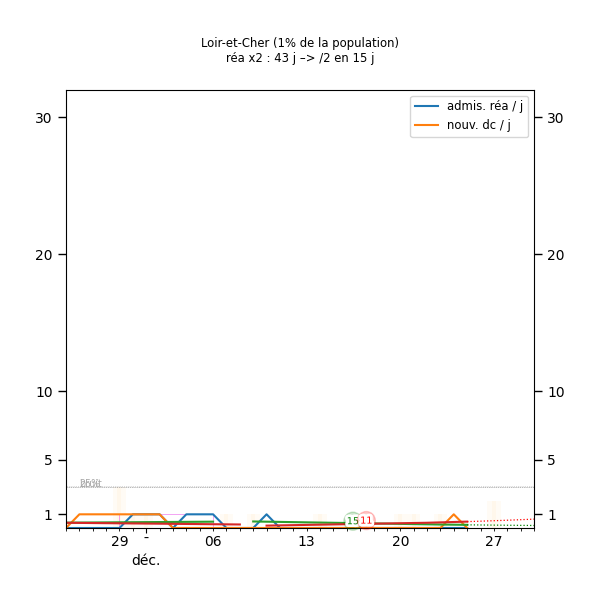 Loir-et-Cher (1% de la population)
réa x2 : 43 j –> /2 en 15 j
admis. réa / j
nouv. dc / j
30 30
20 20
10 10
5 5
1 1
15 11
29 - 06 13 20 27
déc.